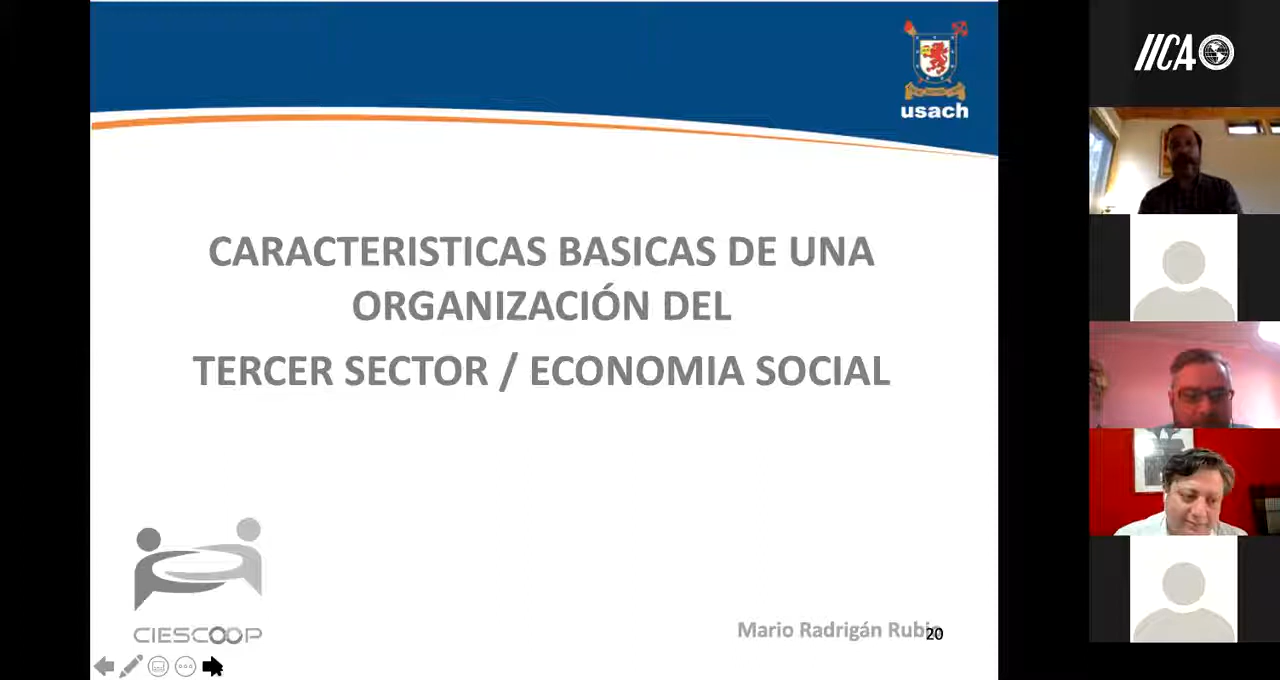 usach
IICA
CARACTERISTICAS BASICAS DE UNA
ORGANIZACIÓN DEL
TERCER SECTOR / ECONOMIA SOCIAL
CIESCOOP
Mario Radrigán Rubio
20